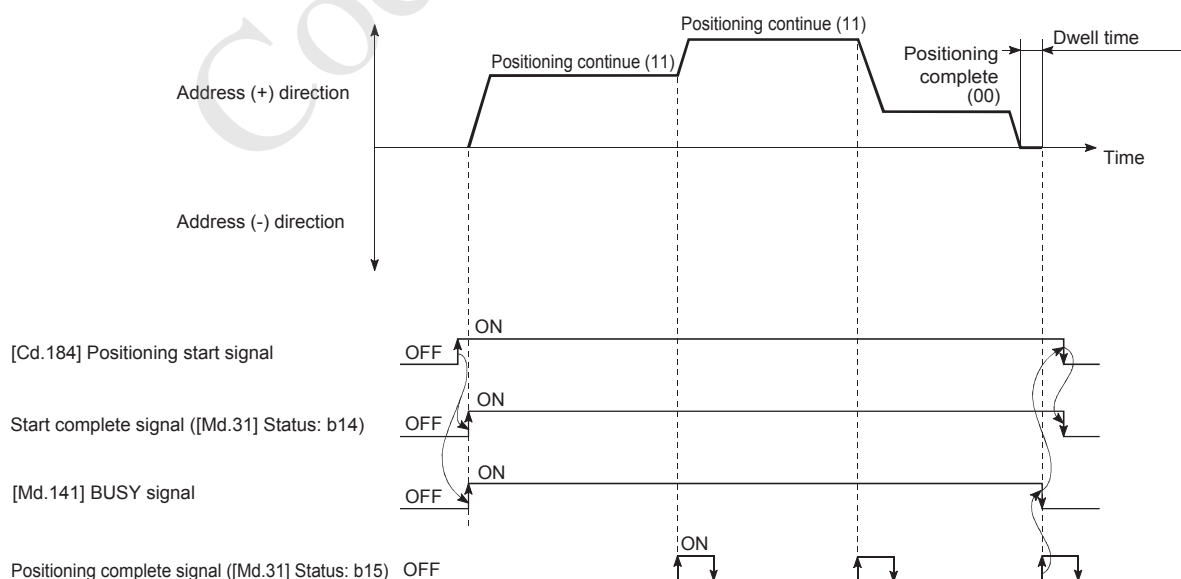 Positioning continue (11)
Dwell time
Positioning continue (11)
Positioning
complete
(00)
Address (+) direction
Time
Address (-) direction
ON
[Cd.184] Positioning start signal
OFF
ON
Start complete signal ([Md.31] Status: b14)
OFF
ON
[Md.141] BUSY signal
OFF
ON
Positioning complete signal ([Md.31] Status: b15)
OFF